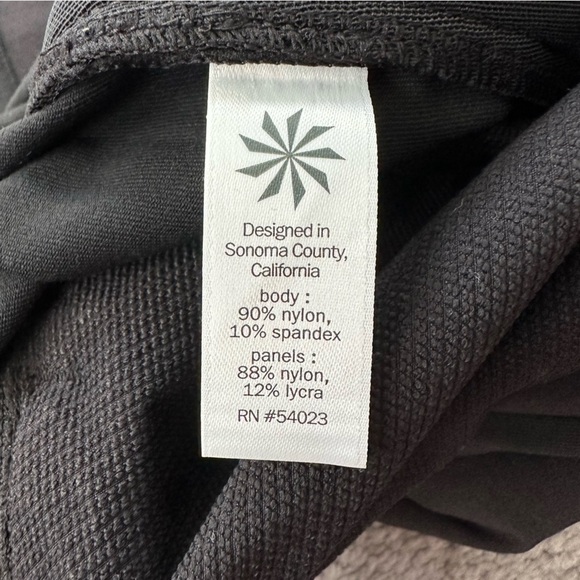 Designed in
Sonoma County,
California
body :
90% nylon,
10% spandex
panels :
88% nylon,
12% lycra
RN #54023